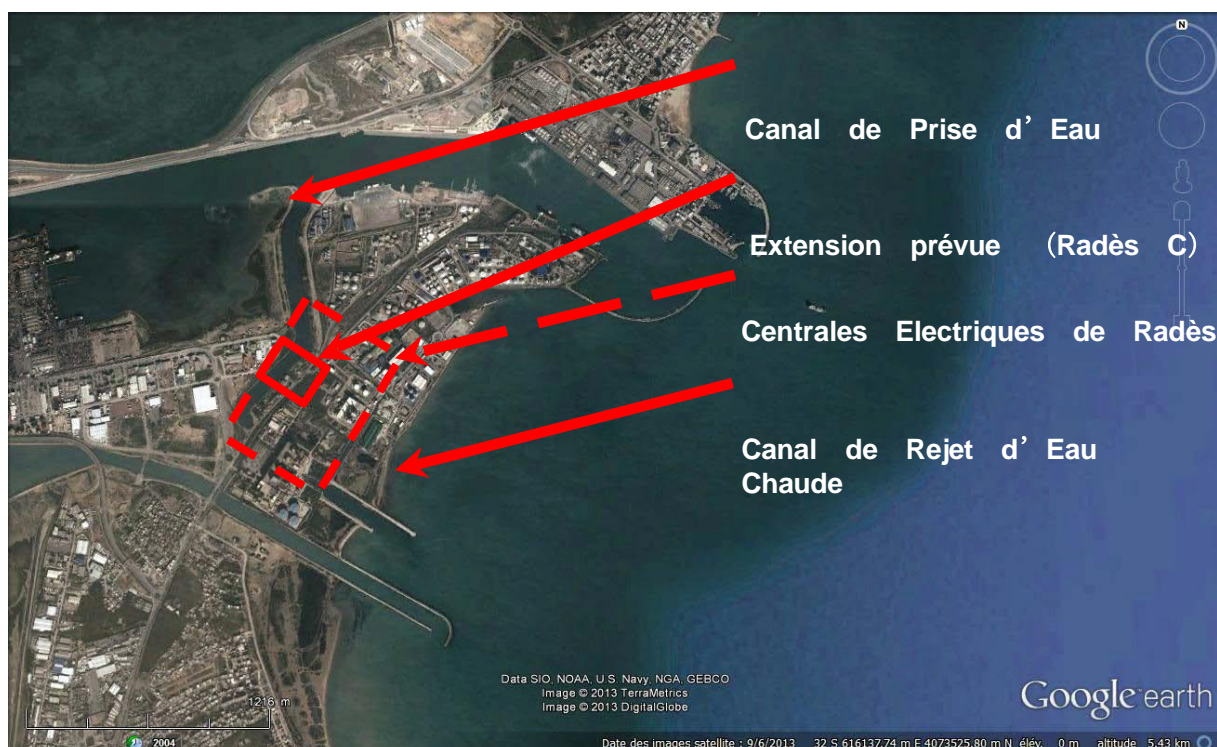 N
Canal de Prise d’ Eau
Extension prévue (Radès C)
Centrales Electriques de Radès
Canal de Rejet d’ Eau
Chaude
Data SIO, NOAA, U.S. Navy, NGA, GEBCO
Image © 2013 TerraMetrics
Image © 2013 DigitalGlobe
Google earth
1216 m
2004
Date des images satellite : 9/6/2013 32 S 616137.74 m E 4073525.80 m N élév. 0 m altitude 5.43 km